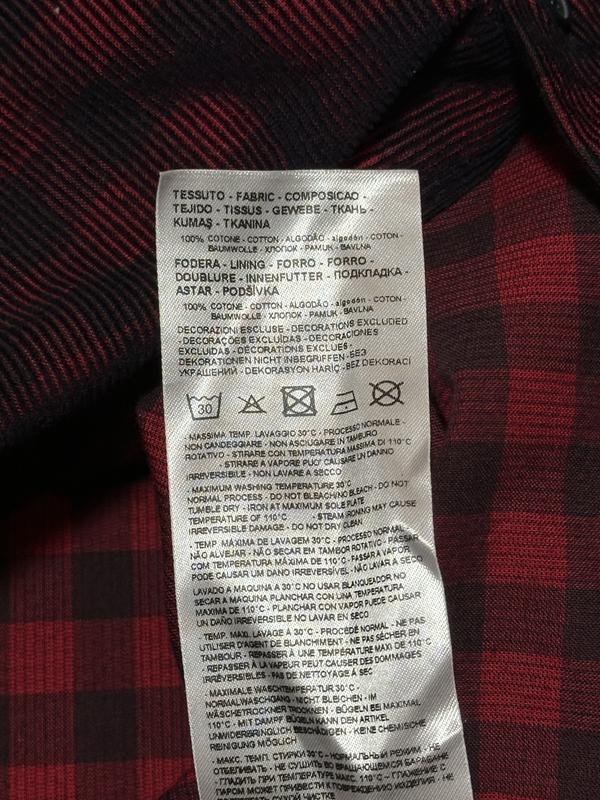 TESSUTO - FABRIC - COMPOSICAO -
TEJIDO - TISSUS - GEWEBE - ТКАНЬ -
KUMAŞ - TKANINA
100% COTONE - COTTON - ALGODÃO - algodón - COTON -
BAUMWOLLE - ХЛОПОК - PAMUK - BAVLNA
FODERA - LINING - FORRO - FORRO -
DOUBLURE - INNENFUTTER - ПОДКЛАДКА -
ASTAR - PODŠÍVKA
100% COTONE - COTTON - ALGODÃO - algodón - COTON -
BAUMWOLLE - ХЛОПОК - PAMUK - BAVLNA
DECORAZIONI ESCLUSE - DECORATIONS EXCLUDED
- DECORAÇÕES EXCLUÍDAS - DECORACIONES
EXCLUIDAS - DÉCORATIONS EXCLUES -
DEKORATIONEN NICHT INBEGRIFFEN - БЕЗ
УКРАШЕНИЙ - DEKORASYON HARİÇ - BEZ DEKORACÍ
30
- MASSIMA TEMP. LAVAGGIO 30°C - PROCESSO NORMALE -
NON CANDEGGIARE - NON ASCIUGARE IN TAMBURO
ROTATIVO - STIRARE CON TEMPERATURA MASSIMA DI 110°C
- STIRARE A VAPORE PUO' CAUSARE UN DANNO
IRREVERSIBILE - NON LAVARE A SECCO
- MAXIMUM WASHING TEMPERATURE 30°C
NORMAL PROCESS - DO NOT BLEACH/NO BLEACH - DO NOT
TUMBLE DRY - IRON AT MAXIMUM SOLE PLATE
TEMPERATURE OF 110°C - STEAM IRONING MAY CAUSE
IRREVERSIBLE DAMAGE - DO NOT DRY CLEAN
- TEMP. MÁXIMA DE LAVAGEM 30°C - PROCESSO NORMAL
NÃO ALVEJAR - NÃO SECAR EM TAMBOR ROTATIVO - PASSAR
COM TEMPERATURA MÁXIMA DE 110°C - PASSAR A VAPOR
PODE CAUSAR UM DANO IRREVERSÍVEL - NÃO LAVAR A SECO
LAVADO A MAQUINA A 30°C NO USAR BLANQUEADOR NO
SECAR A MAQUINA PLANCHAR CON UNA TEMPERATURA
MAXIMA DE 110°C - PLANCHAR CON VAPOR PUEDE CAUSAR
UN DAÑO IRREVERSIBLE NO LAVAR EN SECO
- TEMP. MAXI. LAVAGE À 30°C - PROCÉDÉ NORMAL - NE PAS
UTILISER D'AGENT DE BLANCHIMENT - NE PAS SÉCHER EN
TAMBOUR - REPASSER À UNE TEMPÉRATURE MAXI DE 110°C
- REPASSER À LA VAPEUR PEUT CAUSER DES DOMMAGES
IRRÉVERSIBLES - PAS DE NETTOYAGE À SEC
- MAXIMALE WASCHTEMPERATUR 30°C -
NORMALWASCHGANG - NICHT BLEICHEN - IM
WÄSCHETROCKNER TROCKNEN - BÜGELN BEI MAXIMAL
110°C - MIT DAMPF BÜGELN KANN DEN ARTIKEL
UNWIDERBRINGLICH BESCHÄDIGEN - KEINE CHEMISCHE
REINIGUNG MÖGLICH
- МАКС. ТЕМП. СТИРКИ 30°C - НОРМАЛЬНЫЙ РЕЖИМ - НЕ
ОТБЕЛИВАТЬ - НЕ СУШИТЬ ВО ВРАЩАЮЩЕМСЯ БАРАБАНЕ
- ГЛАДИТЬ ПРИ ТЕМПЕРАТУРЕ МАКС. 110°C - ГЛАЖЕНИЕ С
ПАРОМ МОЖЕТ ПРИВЕСТИ К ПОВРЕЖДЕНИЮ ИЗДЕЛИЯ - НЕ
СУХОЙ ЧИСТКЕ